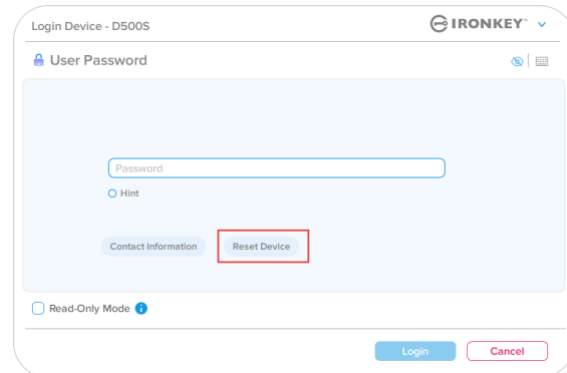 Login Device - D500S
IRONKEY™
User Password
Password
Hint
Contact Information
Reset Device
Read-Only Mode
Login
Cancel